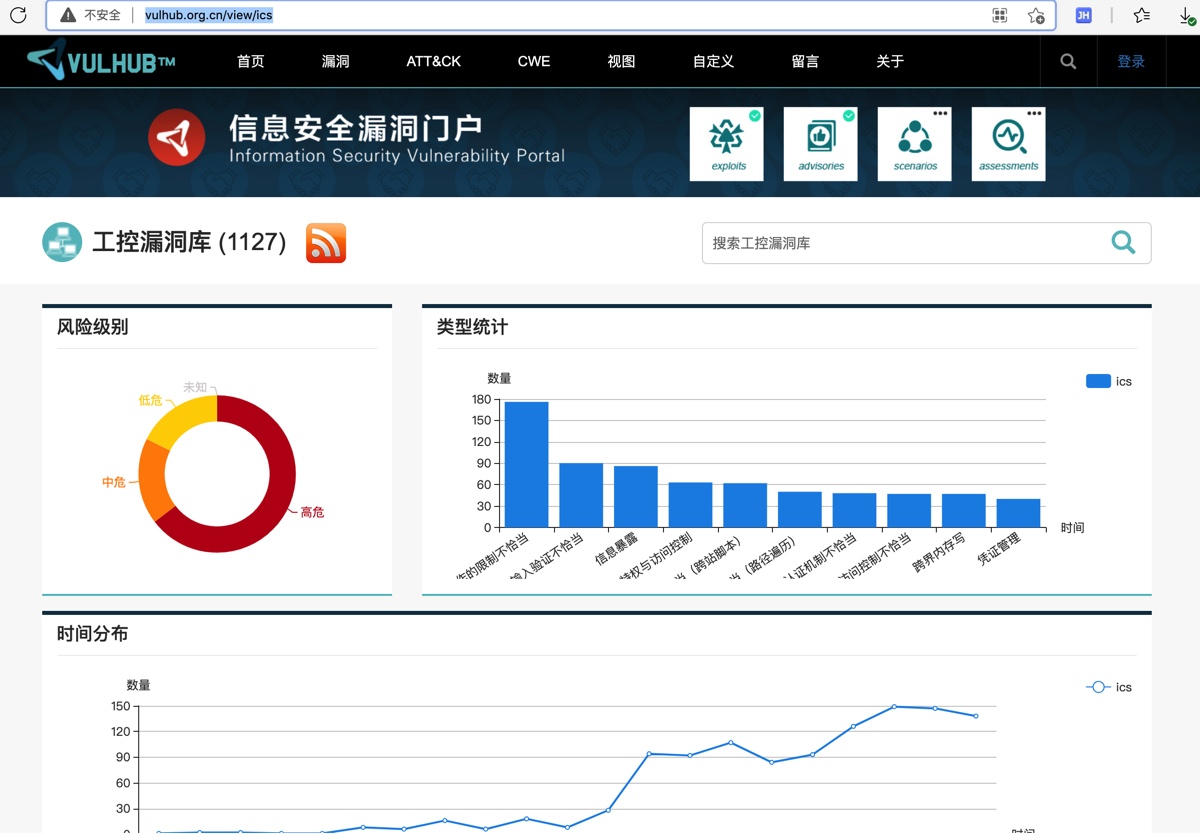 不安全 vulhub.org.cn/view/ics JH
VULHUB™ 首页 漏洞 ATT&CK CWE 视图 自定义 留言 关于 登录
信息安全漏洞门户
Information Security Vulnerability Portal
exploits advisories scenarios assessments
工控漏洞库 (1127)
搜索工控漏洞库
风险级别
未知
低危
中危
高危
类型统计
数量
ics
180
150
120
90
60
30
0
时间
作的限制不恰当
输入验证不恰当
信息暴露
特权与访问控制
当（跨站脚本）
当（路径遍历）
认证机制不恰当
访问控制不恰当
跨界内存写
凭证管理
时间分布
数量
ics
150
120
90
60
30
0
时间